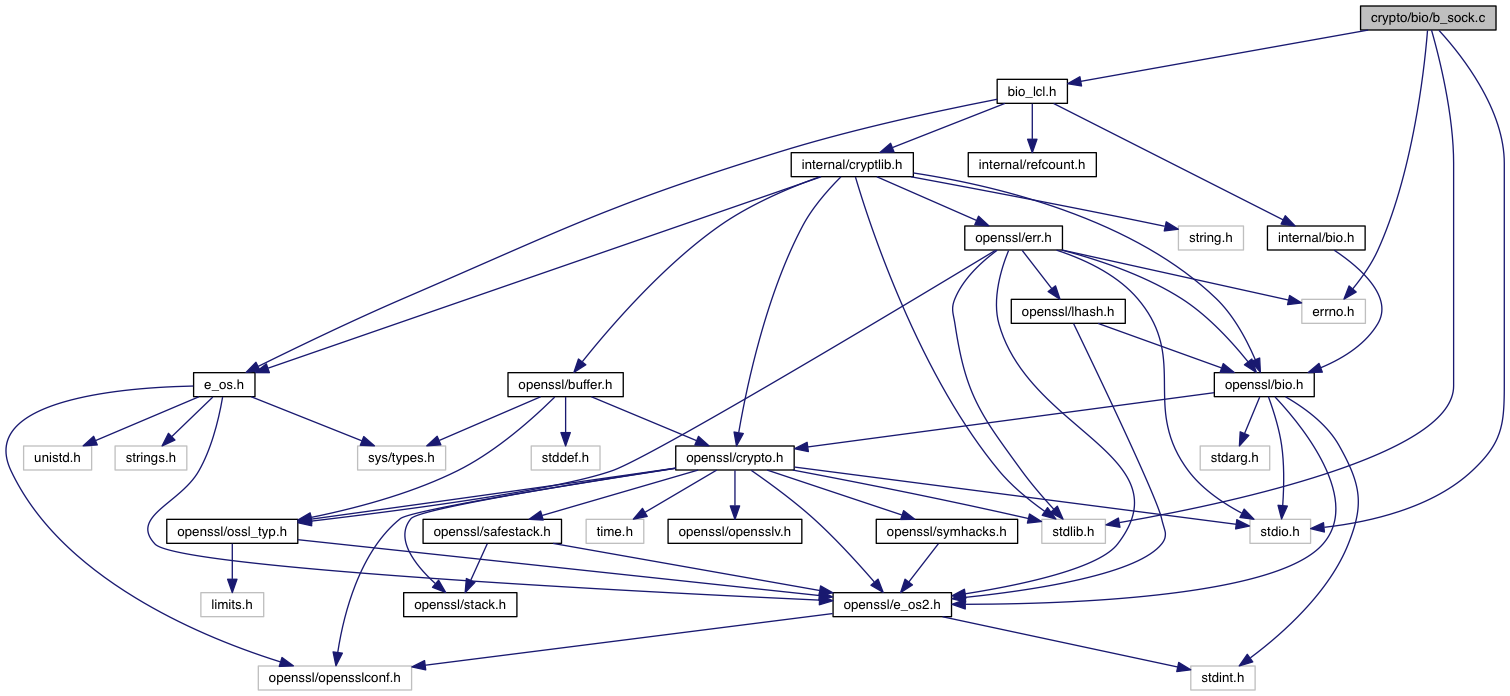 crypto/bio/b_sock.c
bio_lcl.h
internal/cryptlib.h
internal/refcount.h
openssl/err.h
string.h
internal/bio.h
openssl/lhash.h
errno.h
e_os.h
openssl/buffer.h
openssl/bio.h
unistd.h
strings.h
sys/types.h
stddef.h
openssl/crypto.h
stdarg.h
openssl/ossl_typ.h
openssl/safestack.h
time.h
openssl/opensslv.h
openssl/symhacks.h
stdlib.h
stdio.h
limits.h
openssl/stack.h
openssl/e_os2.h
openssl/opensslconf.h
stdint.h